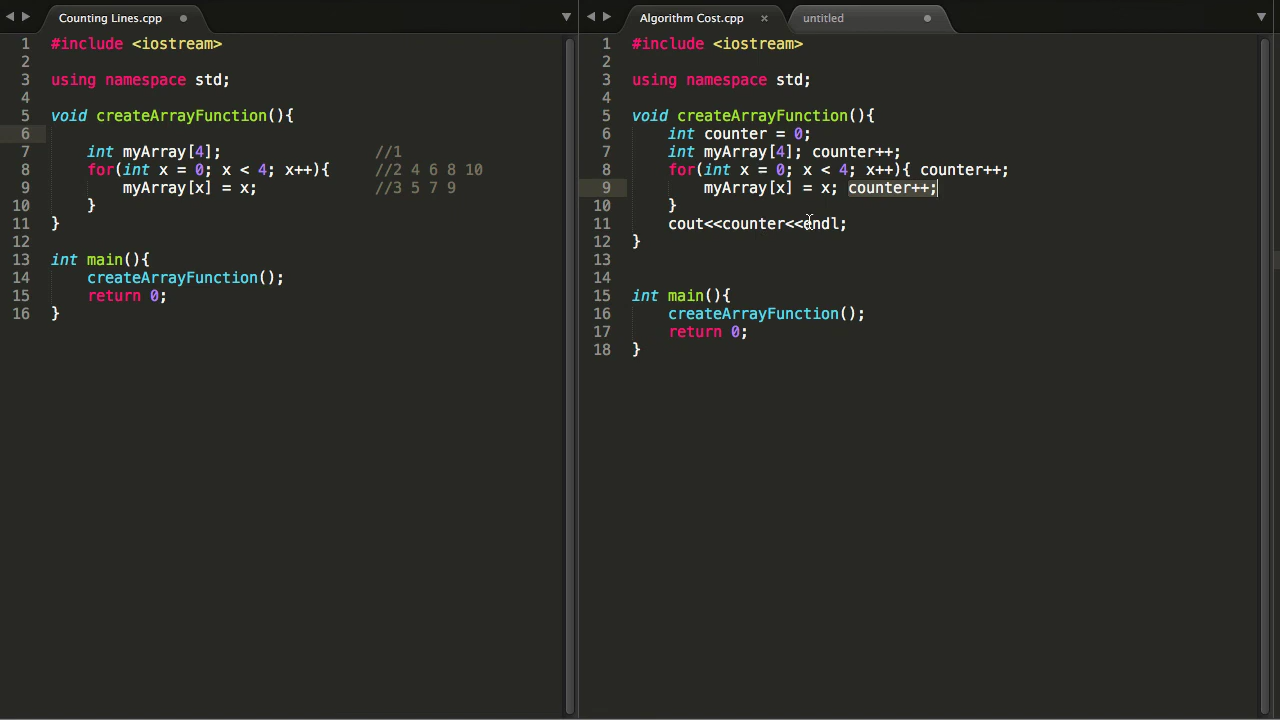 Counting Lines.cpp
1 #include <iostream>
2
3 using namespace std;
4
5 void createArrayFunction(){
6
7 int myArray[4]; //1
8 for(int x = 0; x < 4; x++){ //2 4 6 8 10
9 myArray[x] = x; //3 5 7 9
10 }
11 }
12
13 int main(){
14 createArrayFunction();
15 return 0;
16 }
Algorithm Cost.cpp untitled
1 #include <iostream>
2
3 using namespace std;
4
5 void createArrayFunction(){
6 int counter = 0;
7 int myArray[4]; counter++;
8 for(int x = 0; x < 4; x++){ counter++;
9 myArray[x] = x; counter++;
10 }
11 cout<<counter<<endl;
12 }
13
14
15 int main(){
16 createArrayFunction();
17 return 0;
18 }